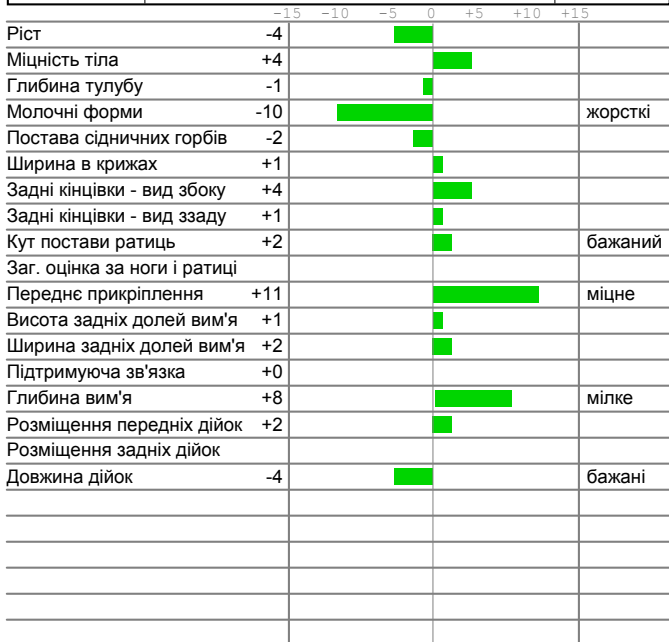 -15 -10 -5 0 +5 +10 +15
Ріст -4
Міцність тіла +4
Глибина тулубу -1
Молочні форми -10 жорсткі
Постава сідничних горбів -2
Ширина в крижах +1
Задні кінцівки - вид збоку +4
Задні кінцівки - вид ззаду +1
Кут постави ратиць +2 бажаний
Заг. оцінка за ноги і ратиці
Переднє прикріплення +11 міцне
Висота задніх долей вим'я +1
Ширина задніх долей вим'я +2
Підтримуюча зв'язка +0
Глибина вим'я +8 мілке
Розміщення передніх дійок +2
Розміщення задніх дійок
Довжина дійок -4 бажані